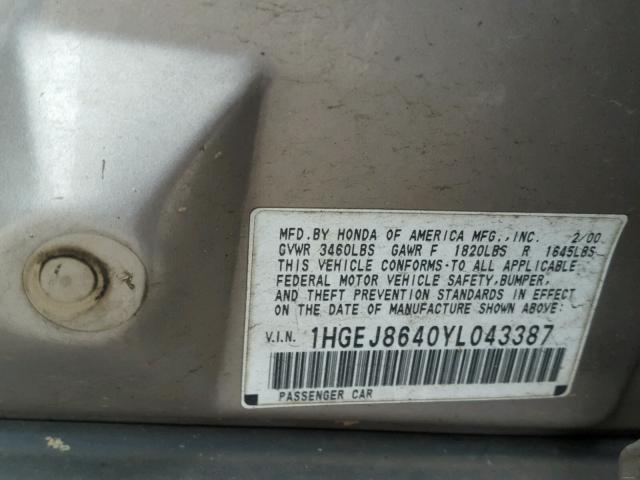 MFD.BY HONDA OF AMERICA MFG.,INC. 2/00
GVWR 3460LBS GAWR F 1820LBS R 1645LBS
THIS VEHICLE CONFORMS-TO ALL APPLICABLE
FEDERAL MOTOR VEHICLE SAFETY,BUMPER,
AND THEFT PREVENTION STANDARDS IN EFFECT
ON THE DATE OF MANUFACTURE SHOWN ABOVE:
V.I.N. 1HGEJ8640YL043387
PASSENGER CAR